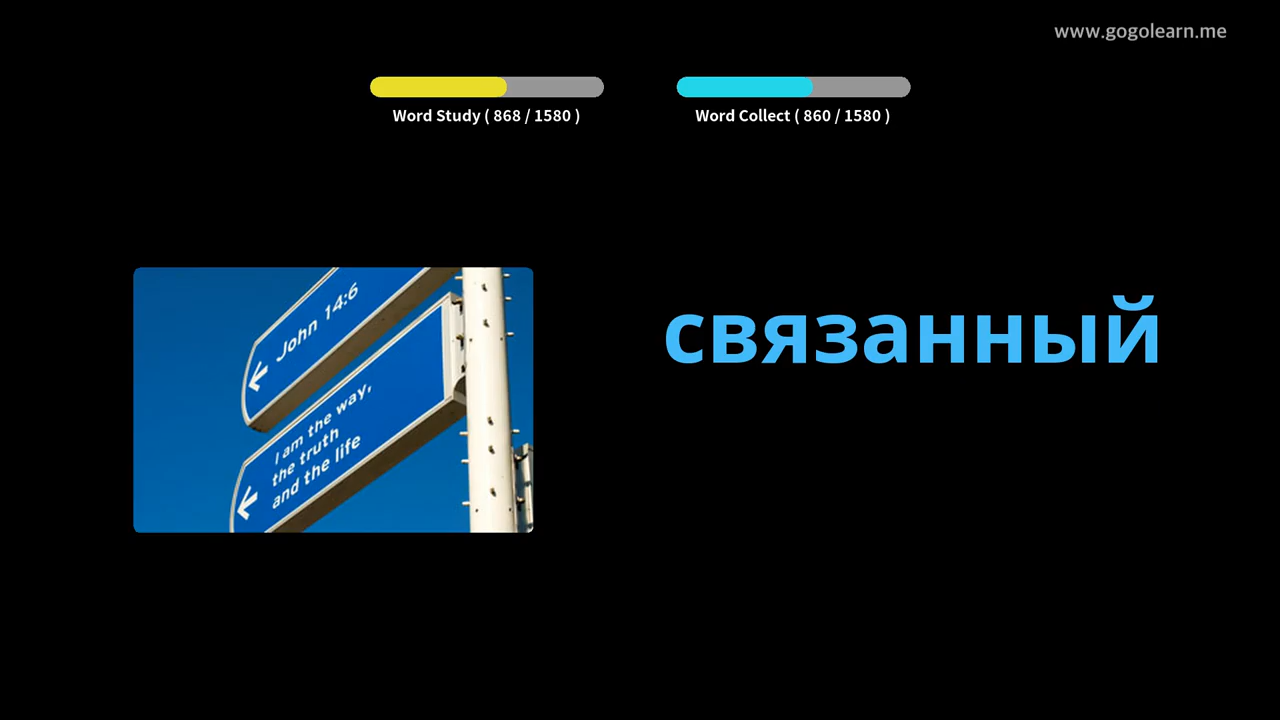 www.gogolearn.me
Word Study ( 868 / 1580 )
Word Collect ( 860 / 1580 )
John 14:6
I am the way,
the truth
and the life
связанный